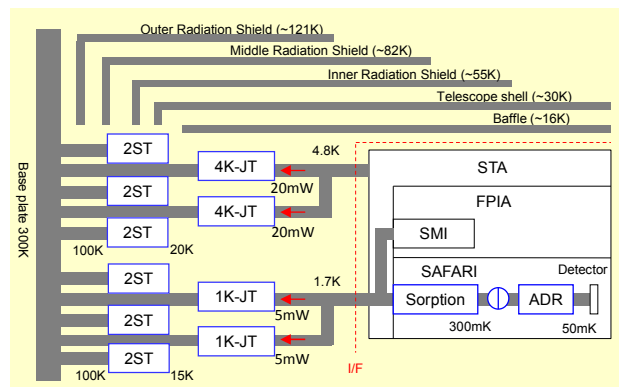 Outer Radiation Shield (~121K)
Middle Radiation Shield (~82K)
Inner Radiation Shield (~55K)
Telescope shell (~30K)
Baffle (~16K)
Base plate 300K
2ST
4.8K
STA
4K-JT
20mW
2ST
FPIA
4K-JT
20mW
2ST
SMI
100K
20K
2ST
SAFARI
Detector
1.7K
1K-JT
5mW
Sorption
ADR
2ST
300mK
50mK
1K-JT
5mW
2ST
100K
15K
I/F